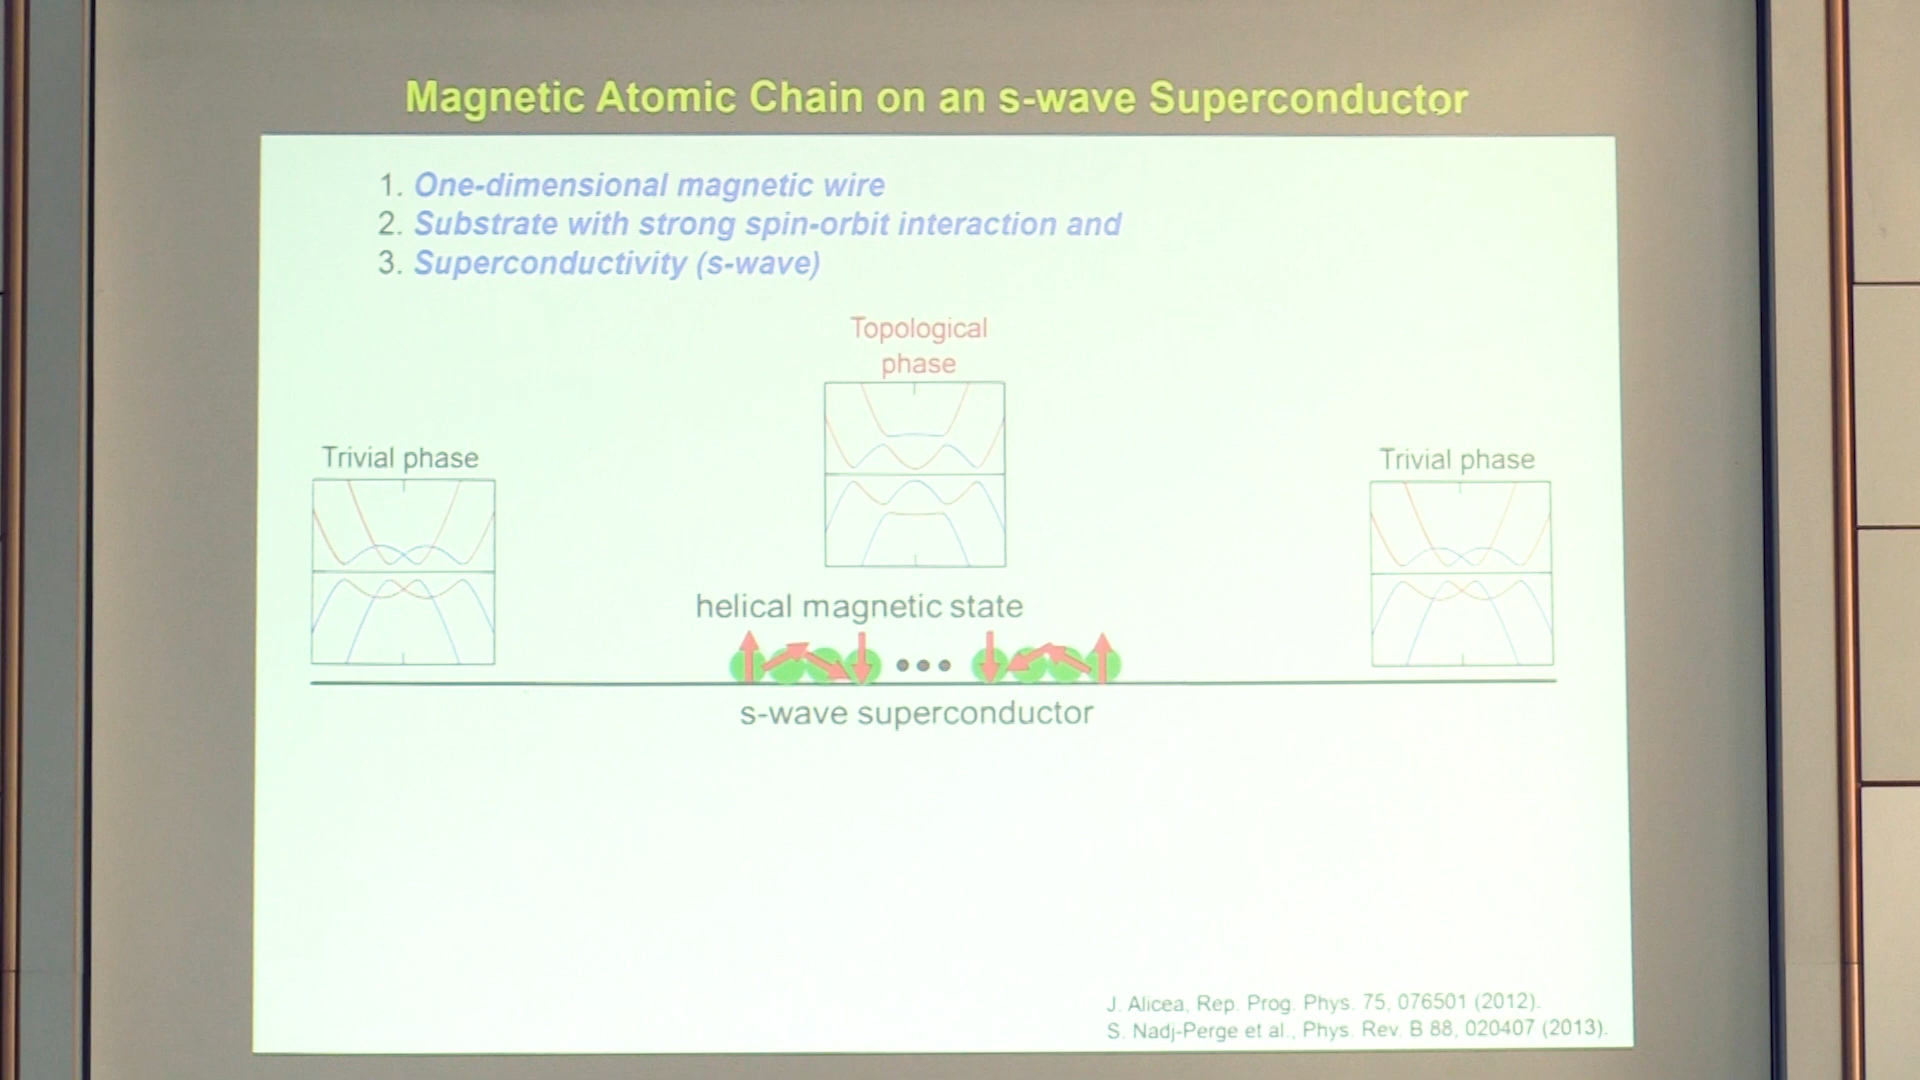 Magnetic Atomic Chain on an s-wave Superconductor
1. One-dimensional magnetic wire
2. Substrate with strong spin-orbit interaction and
3. Superconductivity (s-wave)
Topological
phase
Trivial phase
Trivial phase
helical magnetic state
s-wave superconductor
J. Alicea, Rep. Prog. Phys. 75, 076501 (2012).
S. Nadj-Perge et al., Phys. Rev. B 88, 020407 (2013).